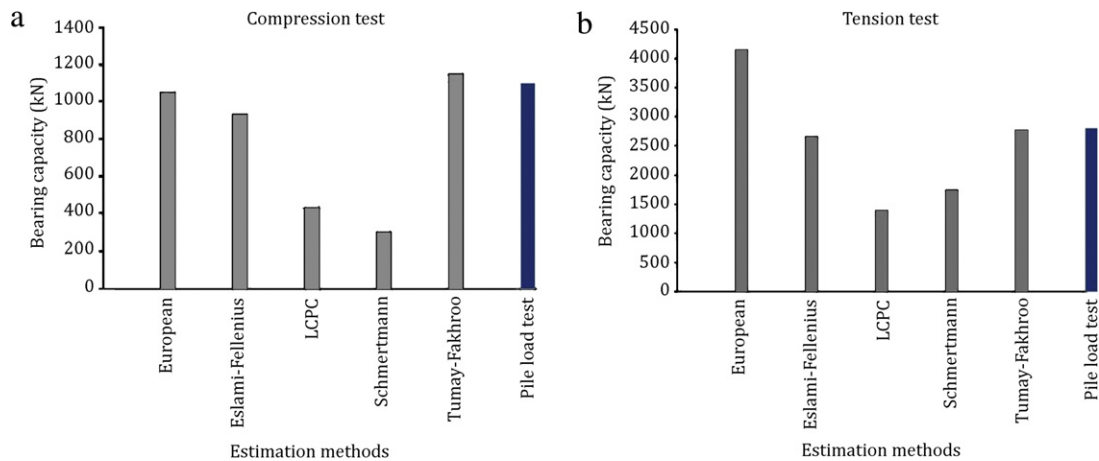 a
Compression test
1400
1200
1000
800
600
400
200
0
Bearing capacity (kN)
European
Eslami-Fellenius
LCPC
Schmertmann
Tumay-Fakhroo
Pile load test
Estimation methods
b
Tension test
4500
4000
3500
3000
2500
2000
1500
1000
500
0
Bearing capacity (kN)
European
Eslami-Fellenius
LCPC
Schmertmann
Tumay-Fakhroo
Pile load test
Estimation methods